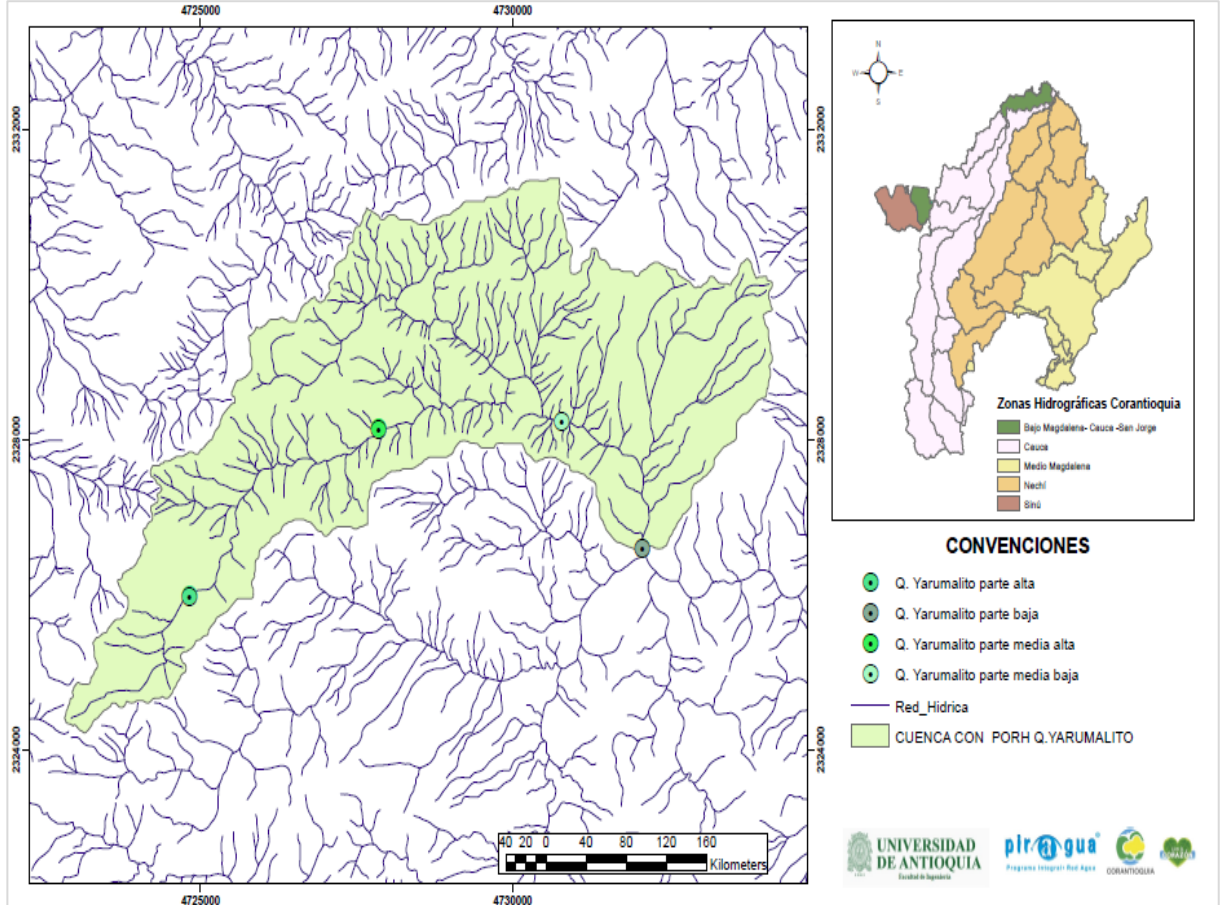 4725000
4730000
2332000
2332000
2328000
2328000
2324000
2324000
4725000
4730000
40 20 0 40 80 120 160
Kilometers
N
W E
S
Zonas Hidrográficas Corantioquia
Bajo Magdalena- Cauca -San Jorge
Cauca
Medio Magdalena
Nechí
Sinú
CONVENCIONES
Q. Yarumalito parte alta
Q. Yarumalito parte baja
Q. Yarumalito parte media alta
Q. Yarumalito parte media baja
Red_Hidrica
CUENCA CON PORH Q.YARUMALITO
UNIVERSIDAD
DE ANTIOQUIA
Facultad de Ingeniería
piragua
Programa Integral Red Agua
CORANTIOQUIA
CORAZÓN